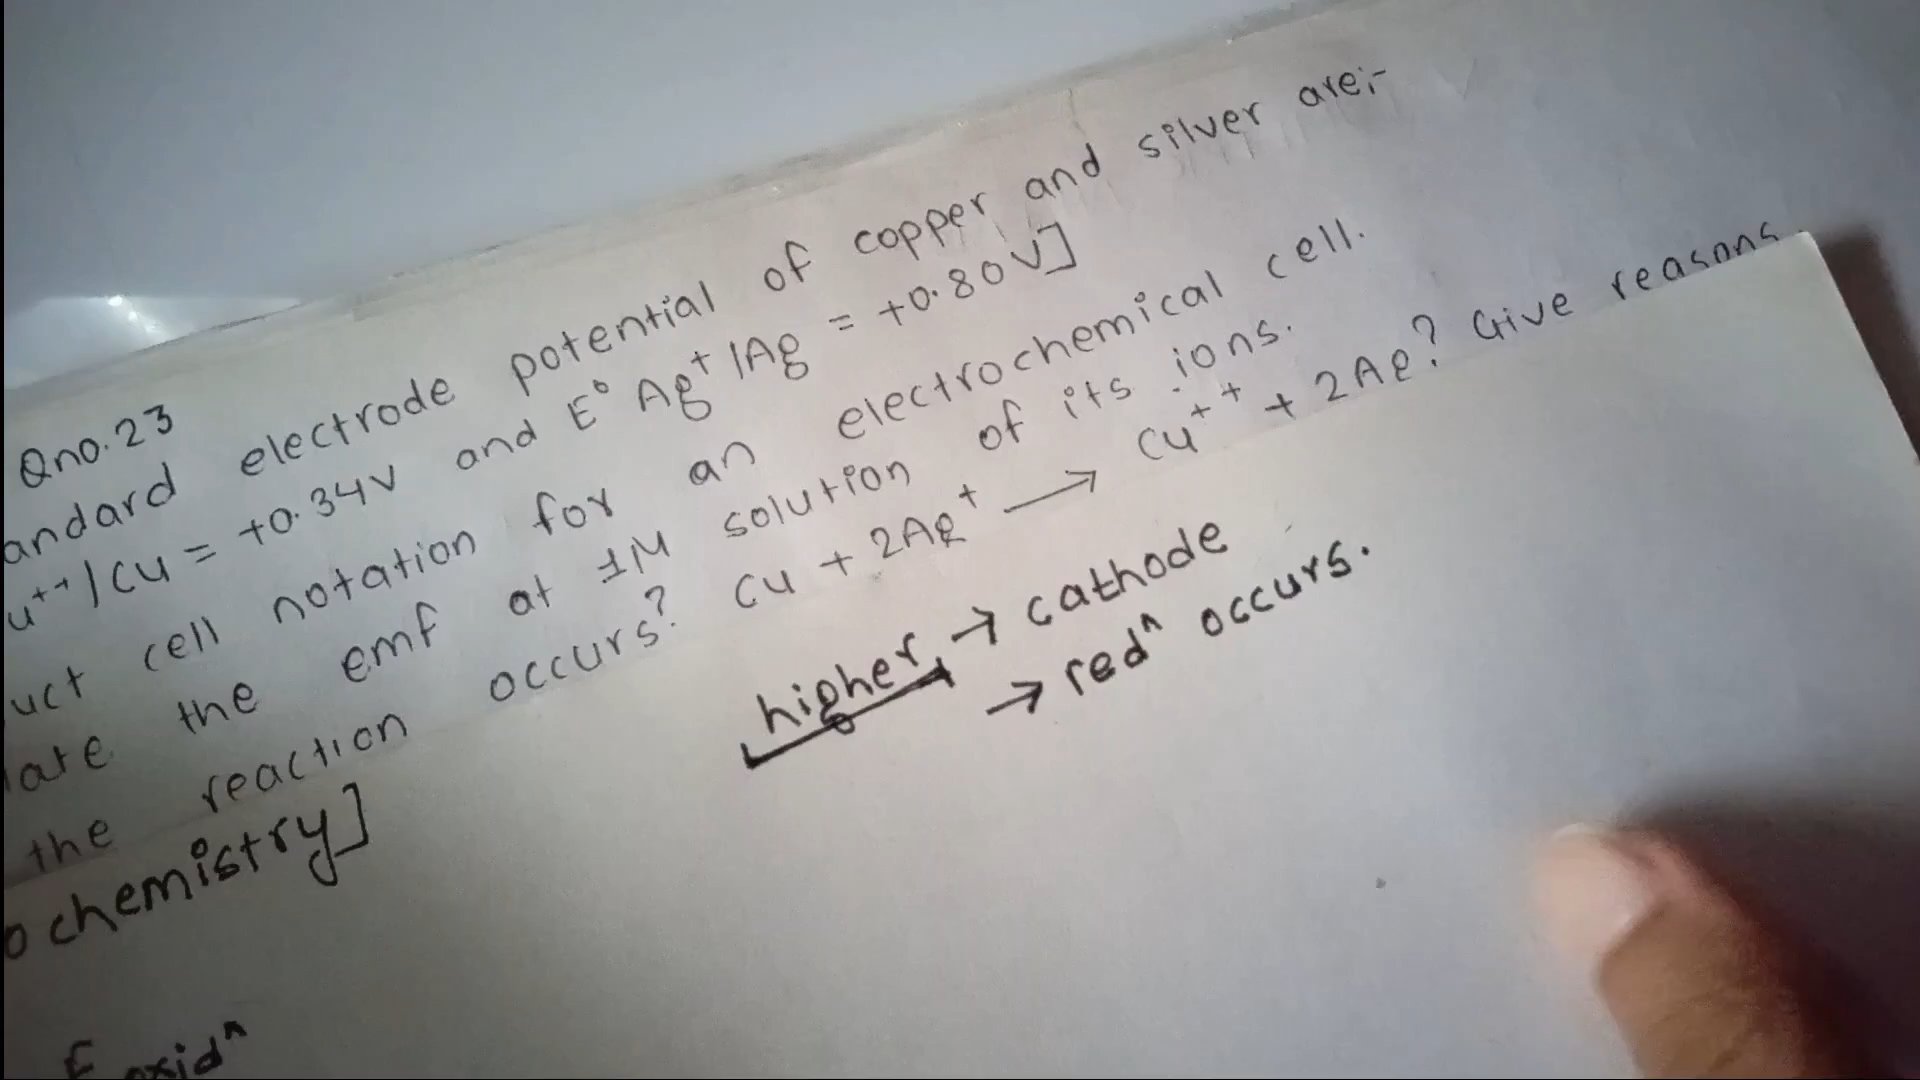 Qno.23
andard electrode potential of copper and silver are;-
u⁺⁺/Cu = +0.34V and E° Ag⁺/Ag = +0.80V]
uct cell notation for an electrochemical cell.
late the emf at 1M solution of its ions.
the reaction occurs? Cu + 2Ag⁺ → Cu⁺⁺ + 2Ag? Give reasons.
o chemistry]
higher → cathode
→ redⁿ occurs.
E oxidⁿ